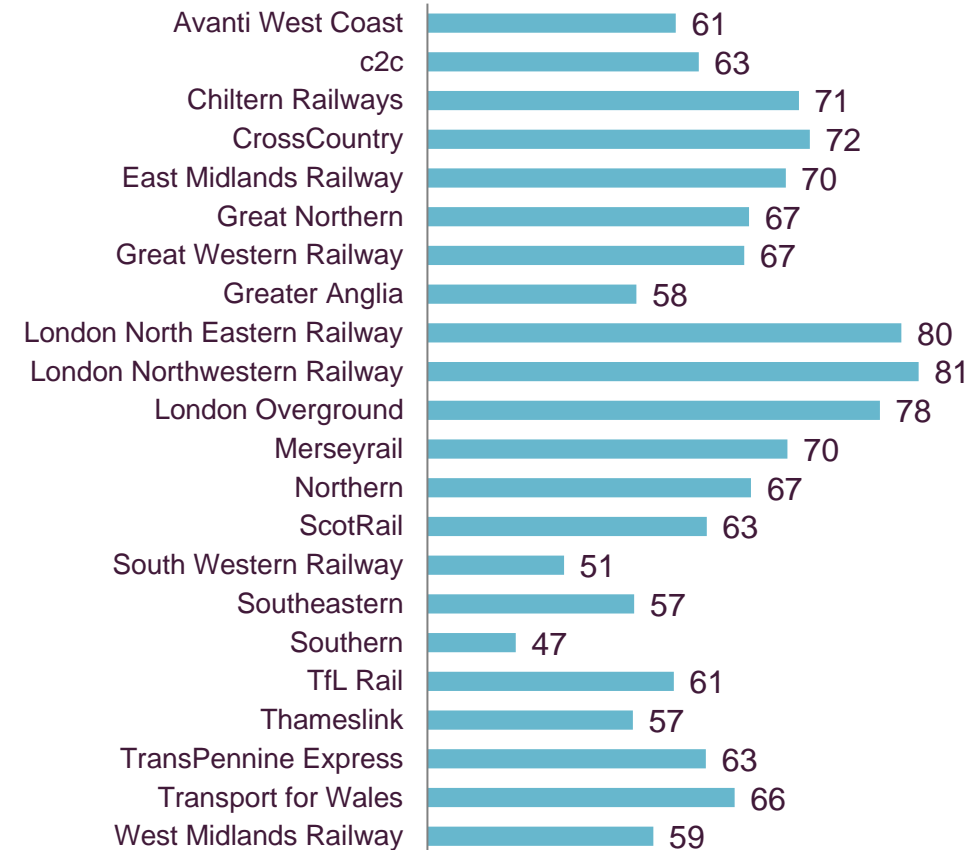 Avanti West Coast 61
c2c 63
Chiltern Railways 71
CrossCountry 72
East Midlands Railway 70
Great Northern 67
Great Western Railway 67
Greater Anglia 58
London North Eastern Railway 80
London Northwestern Railway 81
London Overground 78
Merseyrail 70
Northern 67
ScotRail 63
South Western Railway 51
Southeastern 57
Southern 47
TfL Rail 61
Thameslink 57
TransPennine Express 63
Transport for Wales 66
West Midlands Railway 59